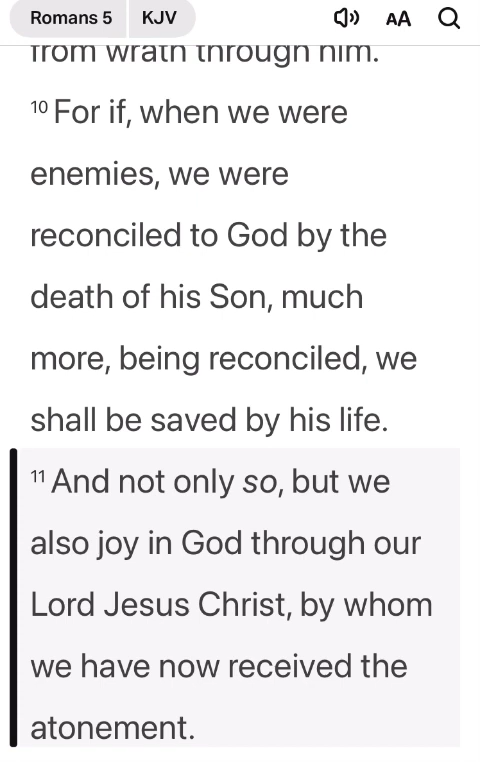 Romans 5 KJV AA
from wrath through him.
10 For if, when we were
enemies, we were
reconciled to God by the
death of his Son, much
more, being reconciled, we
shall be saved by his life.
11 And not only so, but we
also joy in God through our
Lord Jesus Christ, by whom
we have now received the
atonement.